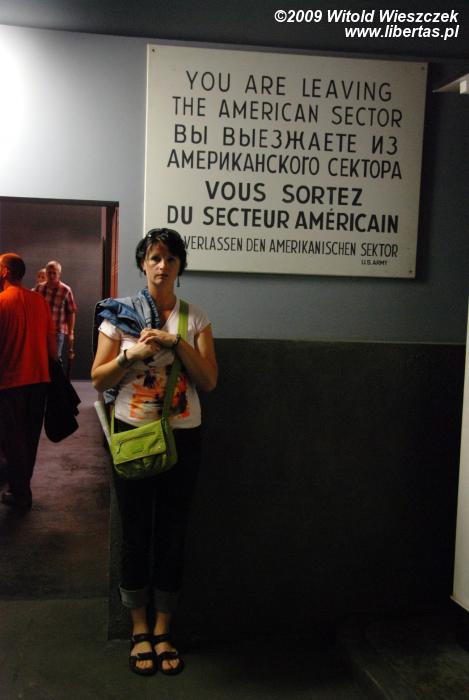 ©2009 Witold Wieszczek
www.libertas.pl
YOU ARE LEAVING
THE AMERICAN SECTOR
ВЫ ВЫЕЗЖАЕТЕ ИЗ
АМЕРИКАНСКОГО СЕКТОРА
VOUS SORTEZ
DU SECTEUR AMÉRICAIN
VERLASSEN DEN AMERIKANISCHEN SEKTOR
U.S. ARMY